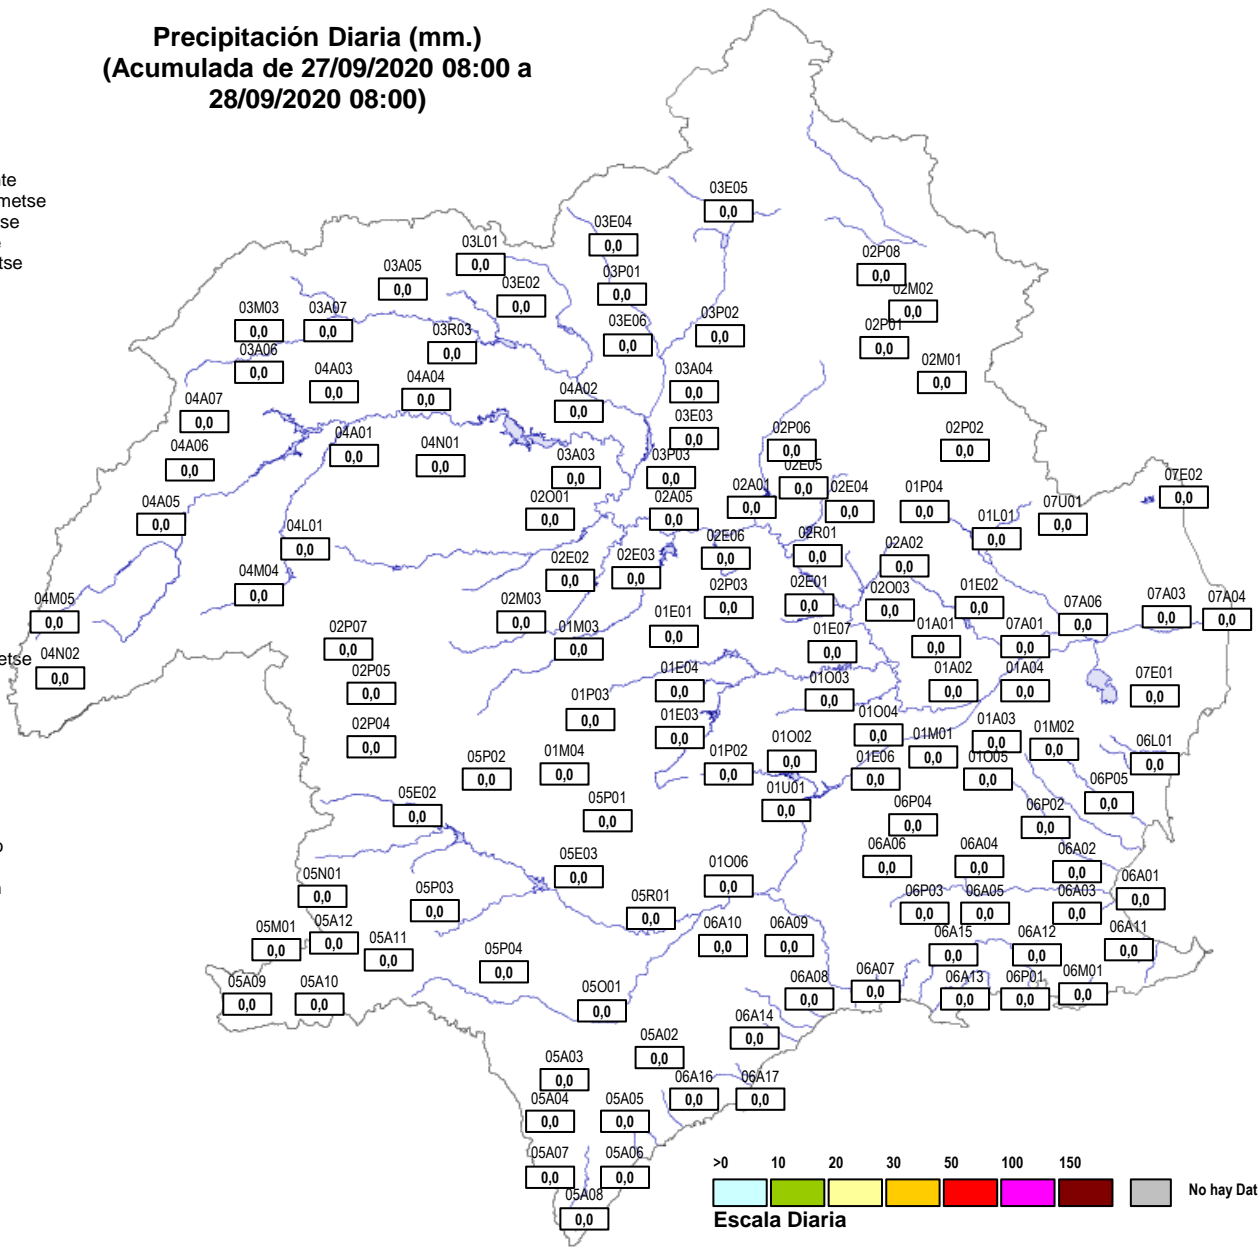 Precipitación Diaria (mm.)
(Acumulada de 27/09/2020 08:00 a
28/09/2020 08:00)
te
metse
se
tse
etse
03E05
0,0
03E04
0,0
03L01
0,0
02P08
0,0
03A05
0,0
03P01
0,0
03E02
0,0
02M02
0,0
03M03
0,0
03A07
0,0
03P02
0,0
03E06
0,0
02P01
0,0
03R03
0,0
03A06
0,0
02M01
0,0
04A03
0,0
03A04
0,0
04A04
0,0
04A02
0,0
04A07
0,0
03E03
0,0
02P06
0,0
02P02
0,0
04A01
0,0
04N01
0,0
04A06
0,0
03A03
0,0
03P03
0,0
02E05
0,0
07E02
0,0
02A01
0,0
02E04
0,0
01P04
0,0
02O01
0,0
02A05
0,0
04A05
0,0
07U01
0,0
01L01
0,0
04L01
0,0
02R01
0,0
02E06
0,0
02A02
0,0
02E02
0,0
02E03
0,0
04M04
0,0
02P03
0,0
02E01
0,0
02O03
0,0
01E02
0,0
07A03
0,0
07A04
0,0
04M05
0,0
02M03
0,0
07A06
0,0
01E01
0,0
01M03
0,0
02P07
0,0
01E07
0,0
01A01
0,0
07A01
0,0
04N02
0,0
02P05
0,0
01E04
0,0
01O03
0,0
01A02
0,0
01A04
0,0
07E01
0,0
01P03
0,0
01E03
0,0
02P04
0,0
01O04
0,0
01A03
0,0
01M02
0,0
01M01
0,0
06L01
0,0
01O02
0,0
05P02
0,0
01M04
0,0
01P02
0,0
01E06
0,0
01O05
0,0
01U01
0,0
06P05
0,0
05E02
0,0
05P01
0,0
06P04
0,0
06P02
0,0
06A06
0,0
06A04
0,0
06A02
0,0
05E03
0,0
01O06
0,0
05N01
0,0
06A01
0,0
05P03
0,0
05R01
0,0
06P03
0,0
06A05
0,0
06A03
0,0
05M01
0,0
05A12
0,0
06A10
0,0
06A09
0,0
05A11
0,0
06A15
0,0
06A12
0,0
06A11
0,0
05P04
0,0
05A09
0,0
05A10
0,0
05O01
0,0
06A08
0,0
06A07
0,0
06A13
0,0
06P01
0,0
06M01
0,0
06A14
0,0
05A02
0,0
05A03
0,0
06A16
0,0
06A17
0,0
05A04
0,0
05A05
0,0
05A07
0,0
05A06
0,0
05A08
0,0
>0 10 20 30 50 100 150
No hay Dat
Escala Diaria